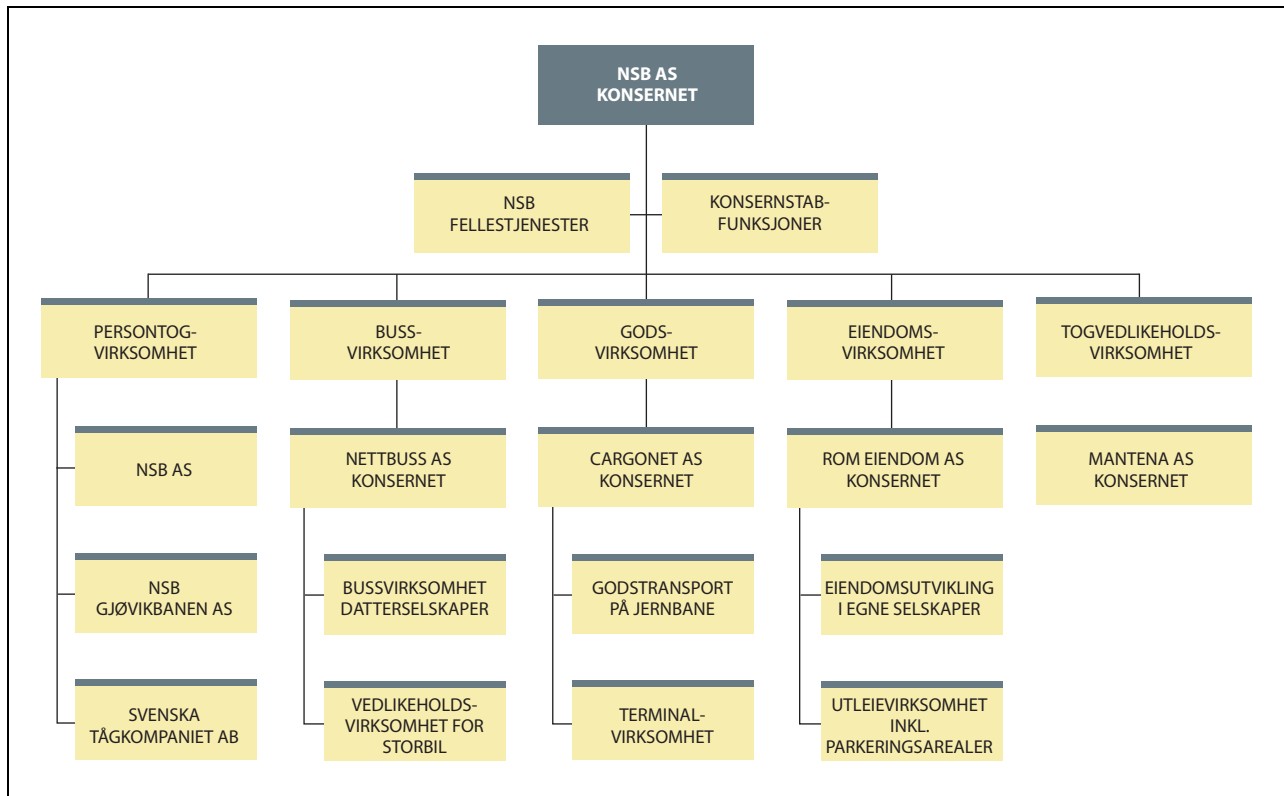 NSB AS
KONSERNET
NSB
FELLESTJENESTER
KONSERNSTAB-
FUNKSJONER
PERSONTOG-
VIRKSOMHET
BUSS-
VIRKSOMHET
GODS-
VIRKSOMHET
EIENDOMS-
VIRKSOMHET
TOGVEDLIKEHOLDS-
VIRKSOMHET
NSB AS
NETTBUSS AS
KONSERNET
CARGONET AS
KONSERNET
ROM EIENDOM AS
KONSERNET
MANTENA AS
KONSERNET
NSB
GJØVIKBANEN AS
BUSSVIRKSOMHET
DATTERSELSKAPER
GODSTRANSPORT
PÅ JERNBANE
EIENDOMSUTVIKLING
I EGNE SELSKAPER
SVENSKA
TÅGKOMPANIET AB
VEDLIKEHOLDS-
VIRKSOMHET FOR
STORBIL
TERMINAL-
VIRKSOMHET
UTLEIEVIRKSOMHET
INKL.
PARKERINGSAREALER